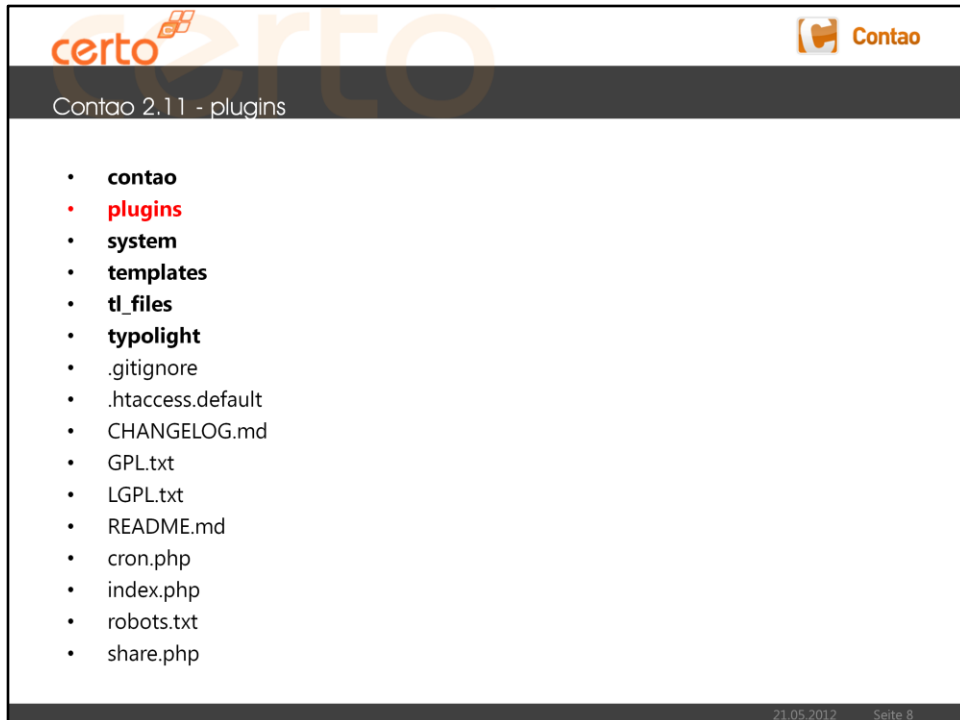 certo
Contao
Contao 2.11 - plugins
• contao
• plugins
• system
• templates
• tl_files
• typolight
• .gitignore
• .htaccess.default
• CHANGELOG.md
• GPL.txt
• LGPL.txt
• README.md
• cron.php
• index.php
• robots.txt
• share.php
21.05.2012 Seite 8